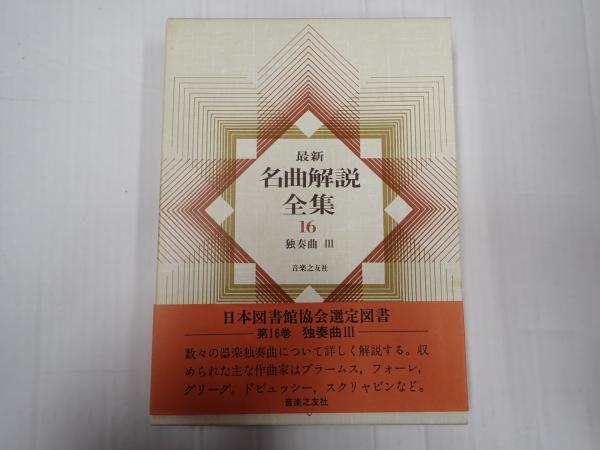 最新
名曲解説
全集
16
独奏曲 III
音楽之友社
日本図書館協会選定図書
第16巻 独奏曲III
数々の器楽独奏曲について詳しく解説する。収
められた主な作曲家はブラームス，フォーレ，
グリーグ，ドビュッシー，スクリャビンなど。
音楽之友社